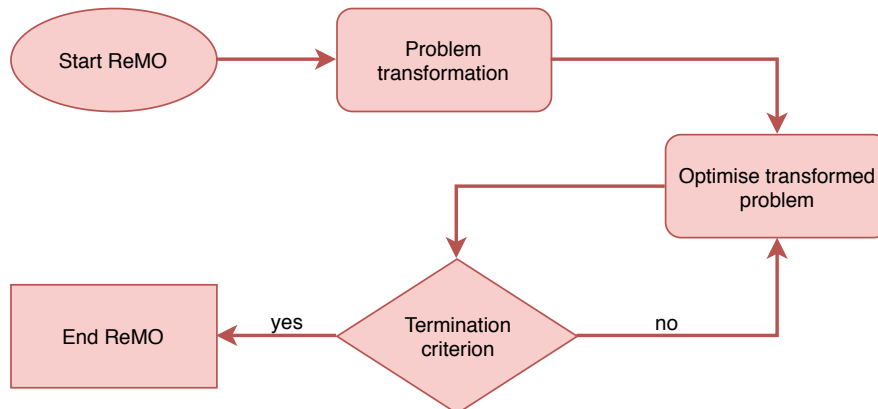 Start ReMO
Problem
transformation
Optimise transformed
problem
Termination
criterion
yes
no
End ReMO